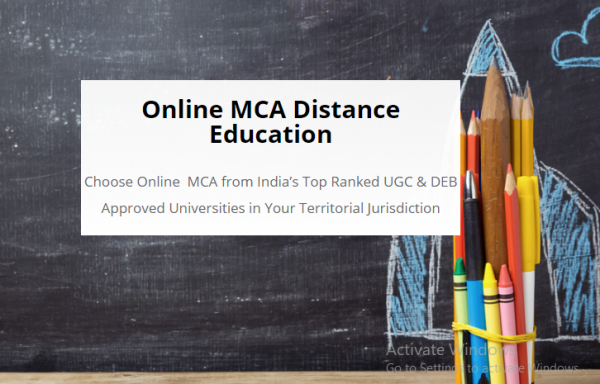 Online MCA Distance
Education
Choose Online MCA from India's Top Ranked UGC & DEB
Approved Universities in Your Territorial Jurisdiction
Activate Windows
Go to Settings to activate Windows.